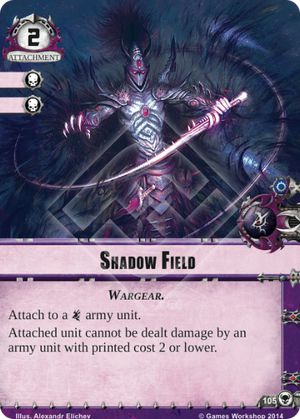 2
ATTACHMENT
SHADOW FIELD
WARGEAR.
Attach to a army unit.
Attached unit cannot be dealt damage by an
army unit with printed cost 2 or lower.
105
Illus. Alexandr Elichev
© Games Workshop 2014